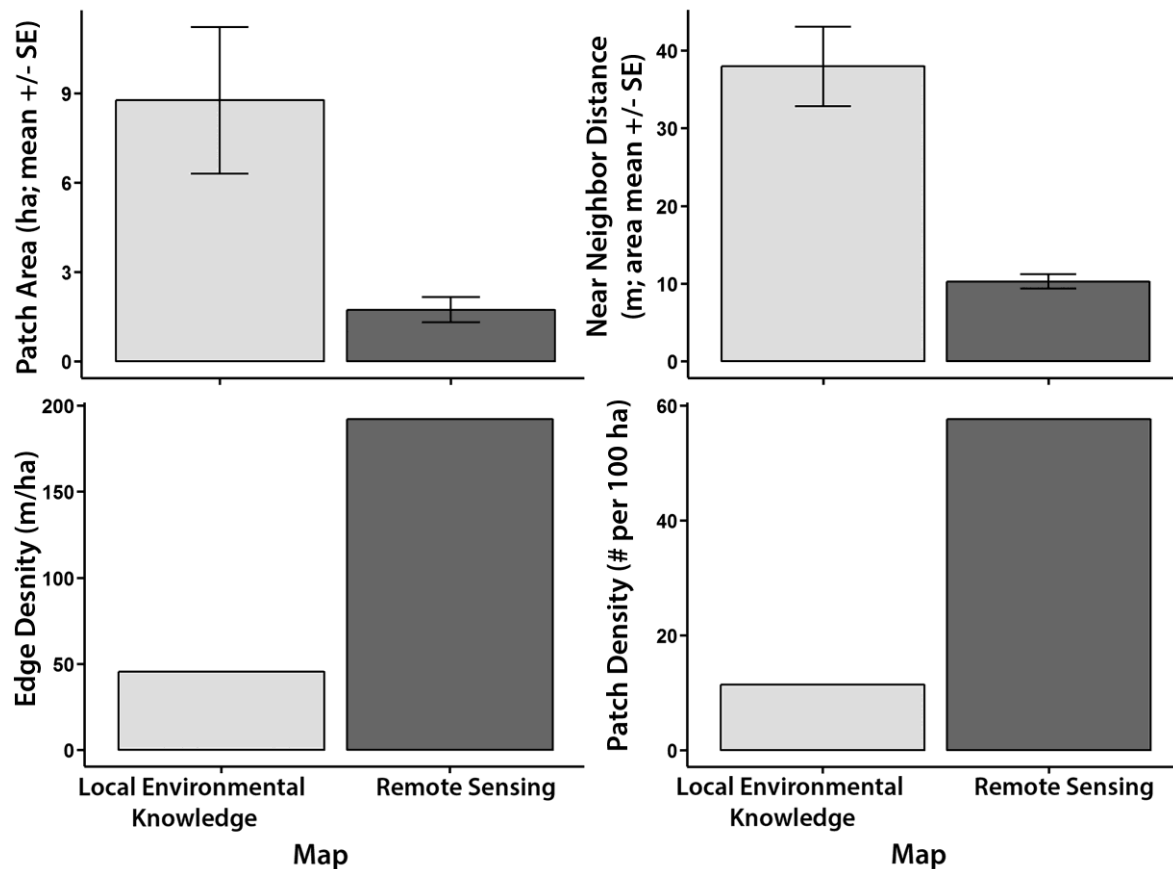 Patch Area (ha; mean +/- SE)
9
6
3
0
Near Neighbor Distance
(m; area mean +/- SE)
40
30
20
10
0
Edge Desnity (m/ha)
200
150
100
50
0
Patch Density (# per 100 ha)
60
40
20
0
Local Environmental
Knowledge
Remote Sensing
Map
Local Environmental
Knowledge
Remote Sensing
Map